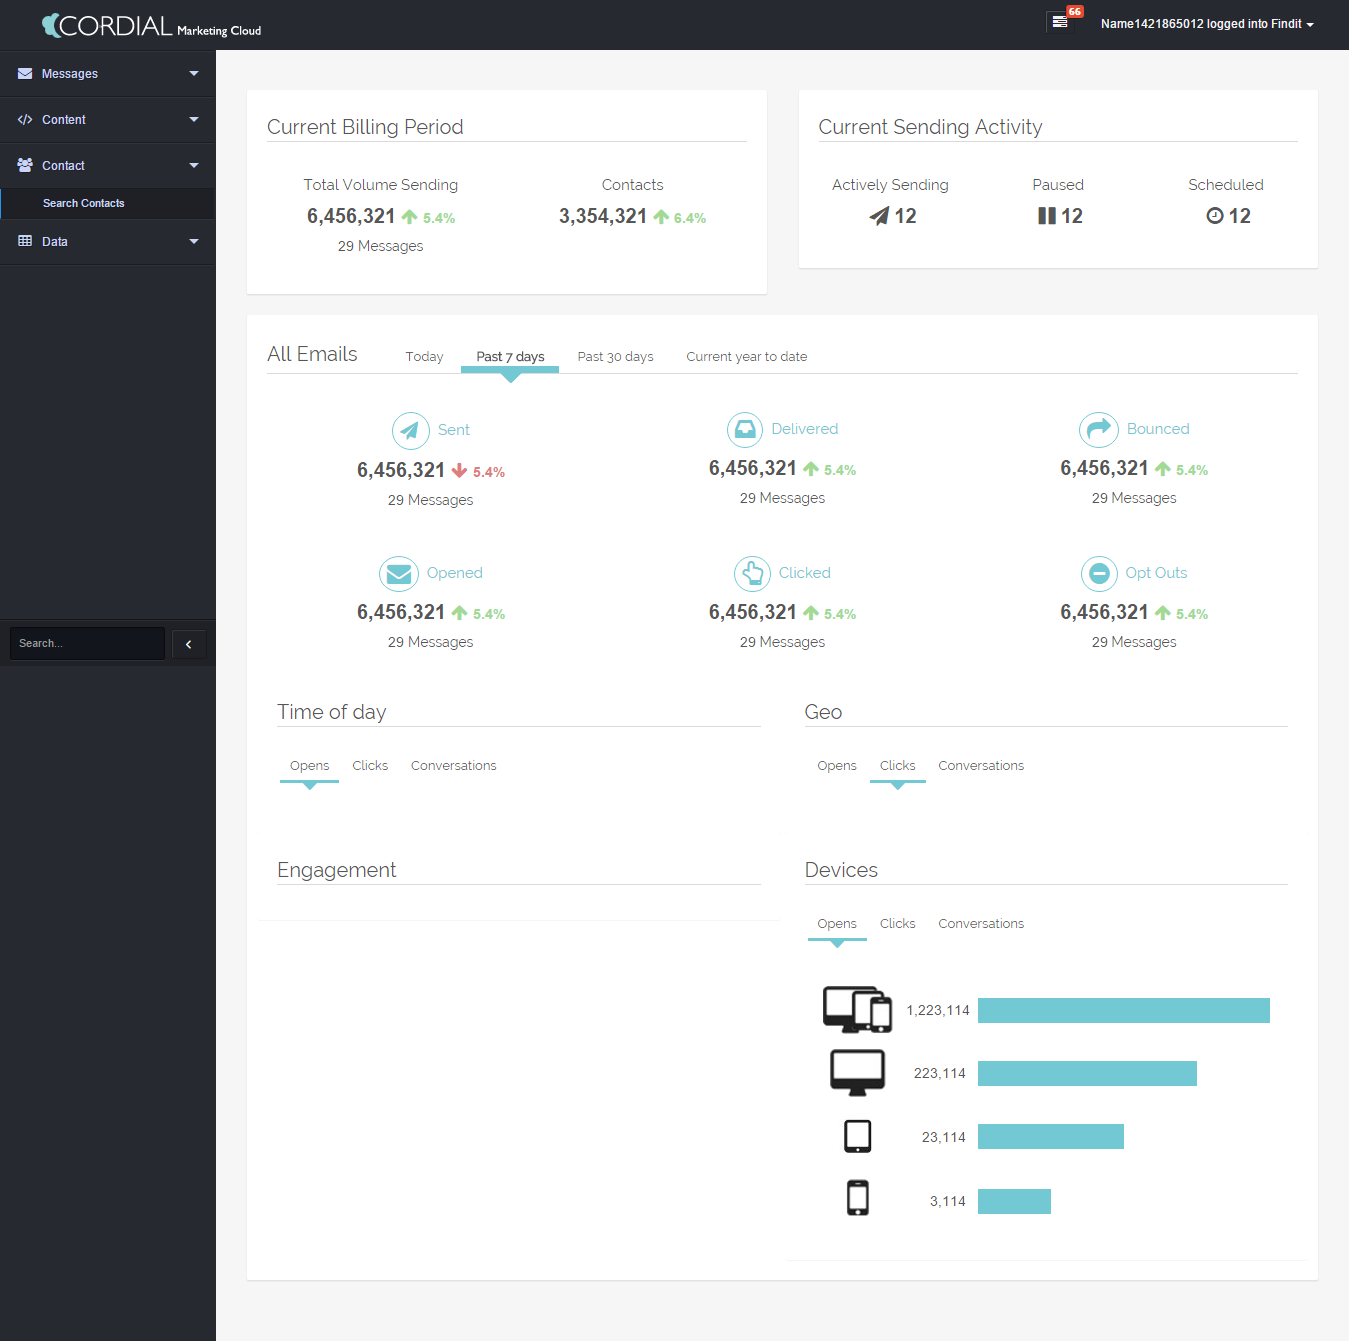 CORDIAL Marketing Cloud
66
Name1421865012 logged into Findit
Messages
Content
Contact
Search Contacts
Data
Search...
Current Billing Period
Total Volume Sending
6,456,321 5.4%
29 Messages
Contacts
3,354,321 6.4%
Current Sending Activity
Actively Sending
12
Paused
12
Scheduled
12
All Emails Today Past 7 days Past 30 days Current year to date
Sent
6,456,321 5.4%
29 Messages
Delivered
6,456,321 5.4%
29 Messages
Bounced
6,456,321 5.4%
29 Messages
Opened
6,456,321 5.4%
29 Messages
Clicked
6,456,321 5.4%
29 Messages
Opt Outs
6,456,321 5.4%
29 Messages
Time of day
Opens Clicks Conversations
Geo
Opens Clicks Conversations
Engagement
Devices
Opens Clicks Conversations
1,223,114
223,114
23,114
3,114